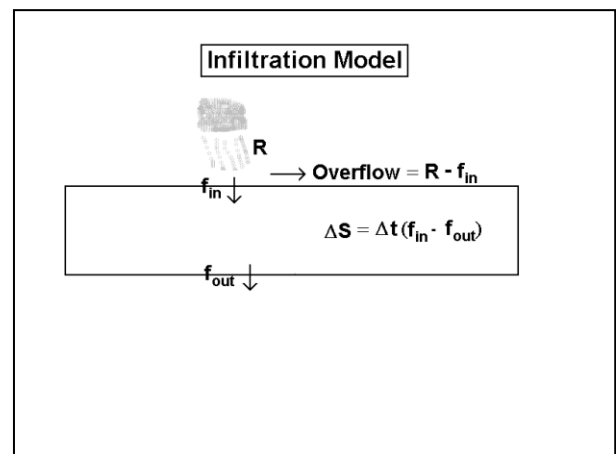 Infiltration Model
R
Overflow = R - f_in
f_in
ΔS = Δt (f_in - f_out)
f_out